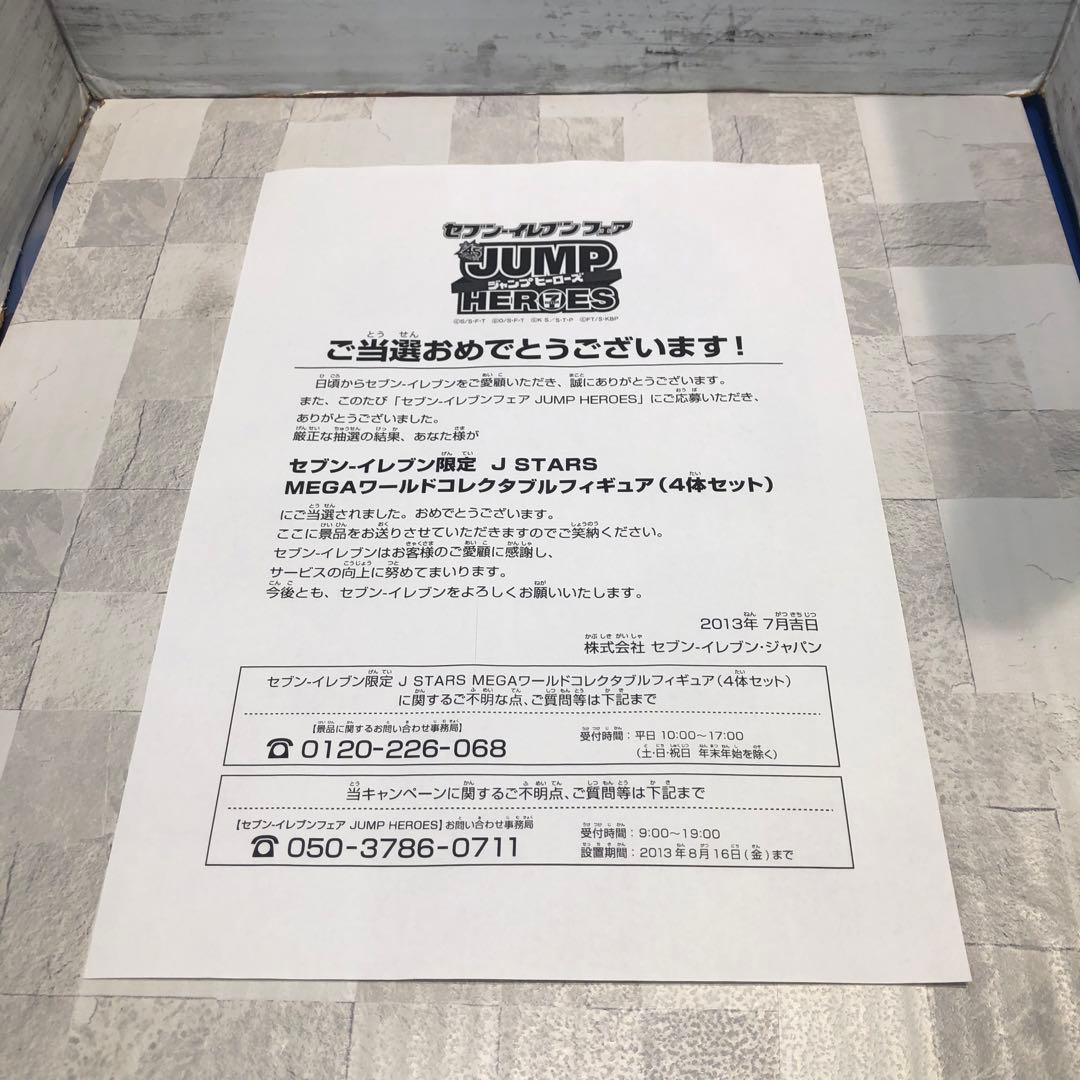 セブン-イレブンフェア
JUMP
ジャンプヒーローズ
HEROES
©S/S・F・T ©O/S・F・T ©K S／S・T・P ©FT/S・KBP
ご当選おめでとうございます！
日頃からセブン-イレブンをご愛顧いただき、誠にありがとうございます。
また、このたび「セブン-イレブンフェア JUMP HEROES」にご応募いただき、
ありがとうございました。
厳正な抽選の結果、あなた様が
セブン-イレブン限定 J STARS
MEGAワールドコレクタブルフィギュア（4体セット）
にご当選されました。おめでとうございます。
ここに景品をお送りさせていただきますのでご笑納ください。
セブン-イレブンはお客様のご愛顧に感謝し、
サービスの向上に努めてまいります。
今後とも、セブン-イレブンをよろしくお願いいたします。
2013年 7月吉日
株式会社 セブン-イレブン・ジャパン
セブン-イレブン限定 J STARS MEGAワールドコレクタブルフィギュア（4体セット）
に関するご不明な点、ご質問等は下記まで
【景品に関するお問い合わせ事務局】
☎ 0120-226-068
受付時間：平日 10:00～17:00
（土・日・祝日 年末年始を除く）
当キャンペーンに関するご不明点、ご質問等は下記まで
【セブン-イレブンフェア JUMP HEROES】お問い合わせ事務局
☎ 050-3786-0711
受付時間：9:00～19:00
設置期間：2013年8月16日（金）まで